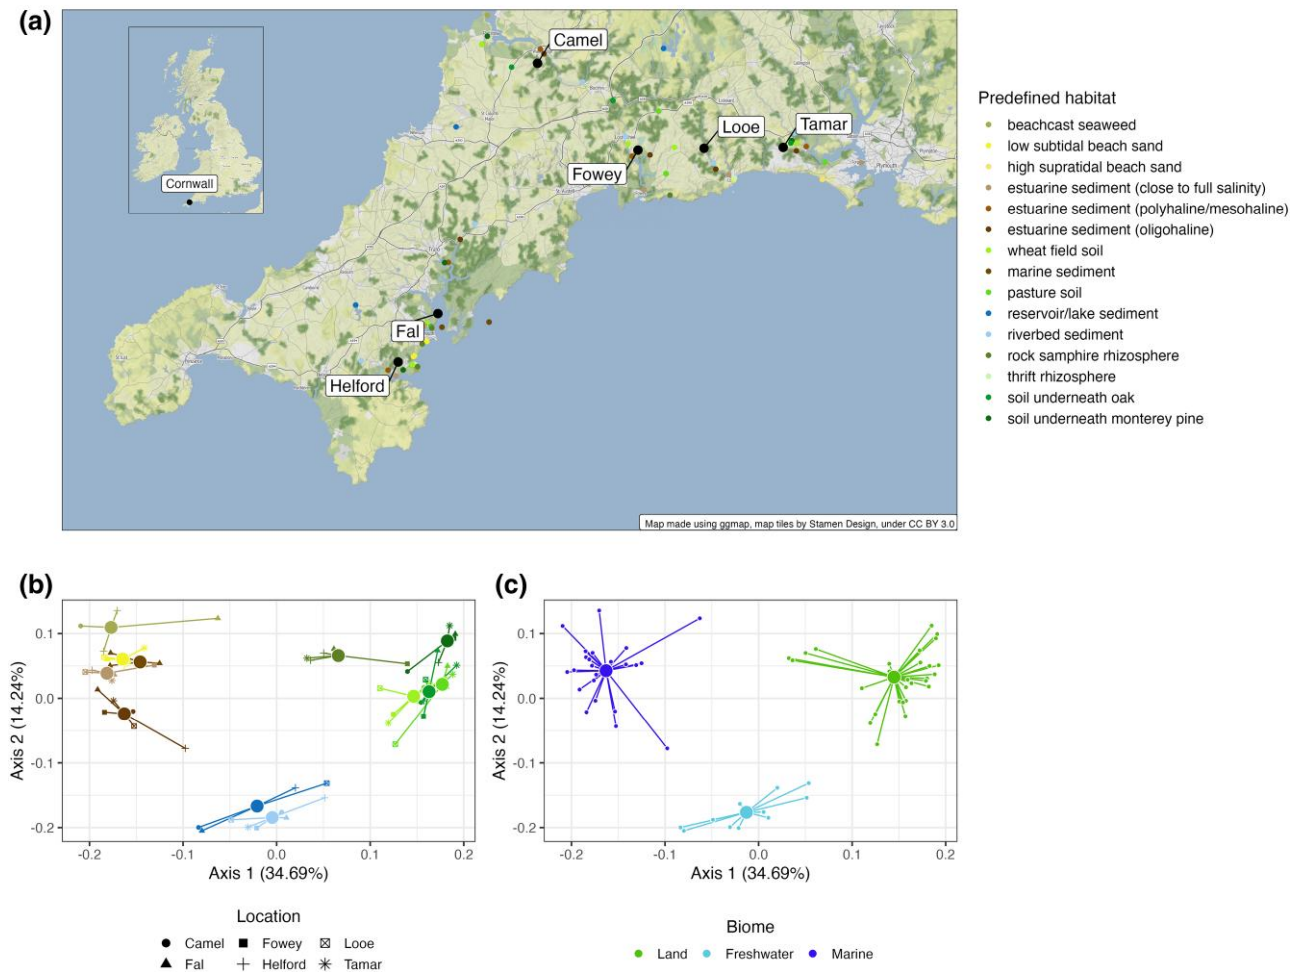 (a)
Camel
Looe
Tamar
Fowey
Cornwall
Fal
Helford
Plymouth
Truro
Map made using ggmap, map tiles by Stamen Design, under CC BY 3.0
Predefined habitat
beachcast seaweed
low subtidal beach sand
high supratidal beach sand
estuarine sediment (close to full salinity)
estuarine sediment (polyhaline/mesohaline)
estuarine sediment (oligohaline)
wheat field soil
marine sediment
pasture soil
reservoir/lake sediment
riverbed sediment
rock samphire rhizosphere
thrift rhizosphere
soil underneath oak
soil underneath monterey pine
(b)
Axis 2 (14.24%)
0.1
0.0
-0.1
-0.2
-0.2 -0.1 0.0 0.1 0.2
Axis 1 (34.69%)
Location
Camel Fowey Looe
Fal Helford Tamar
(c)
Axis 2 (14.24%)
0.1
0.0
-0.1
-0.2
-0.2 -0.1 0.0 0.1 0.2
Axis 1 (34.69%)
Biome
Land Freshwater Marine